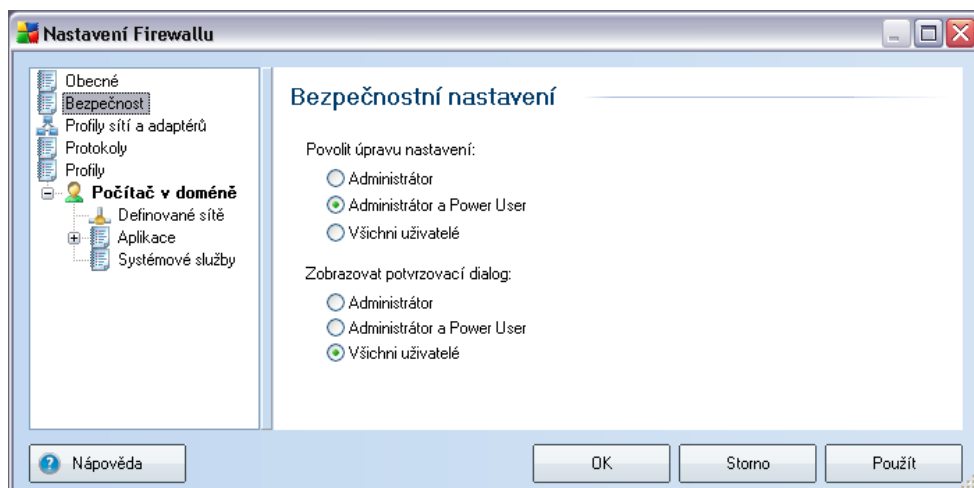 Nastavení Firewallu
Obecné
Bezpečnost
Profily sítí a adaptérů
Protokoly
Profily
Počítač v doméně
Definované sítě
Aplikace
Systémové služby
Bezpečnostní nastavení
Povolit úpravu nastavení:
Administrátor
Administrátor a Power User
Všichni uživatelé
Zobrazovat potvrzovací dialog:
Administrátor
Administrátor a Power User
Všichni uživatelé
Nápověda
OK
Storno
Použít